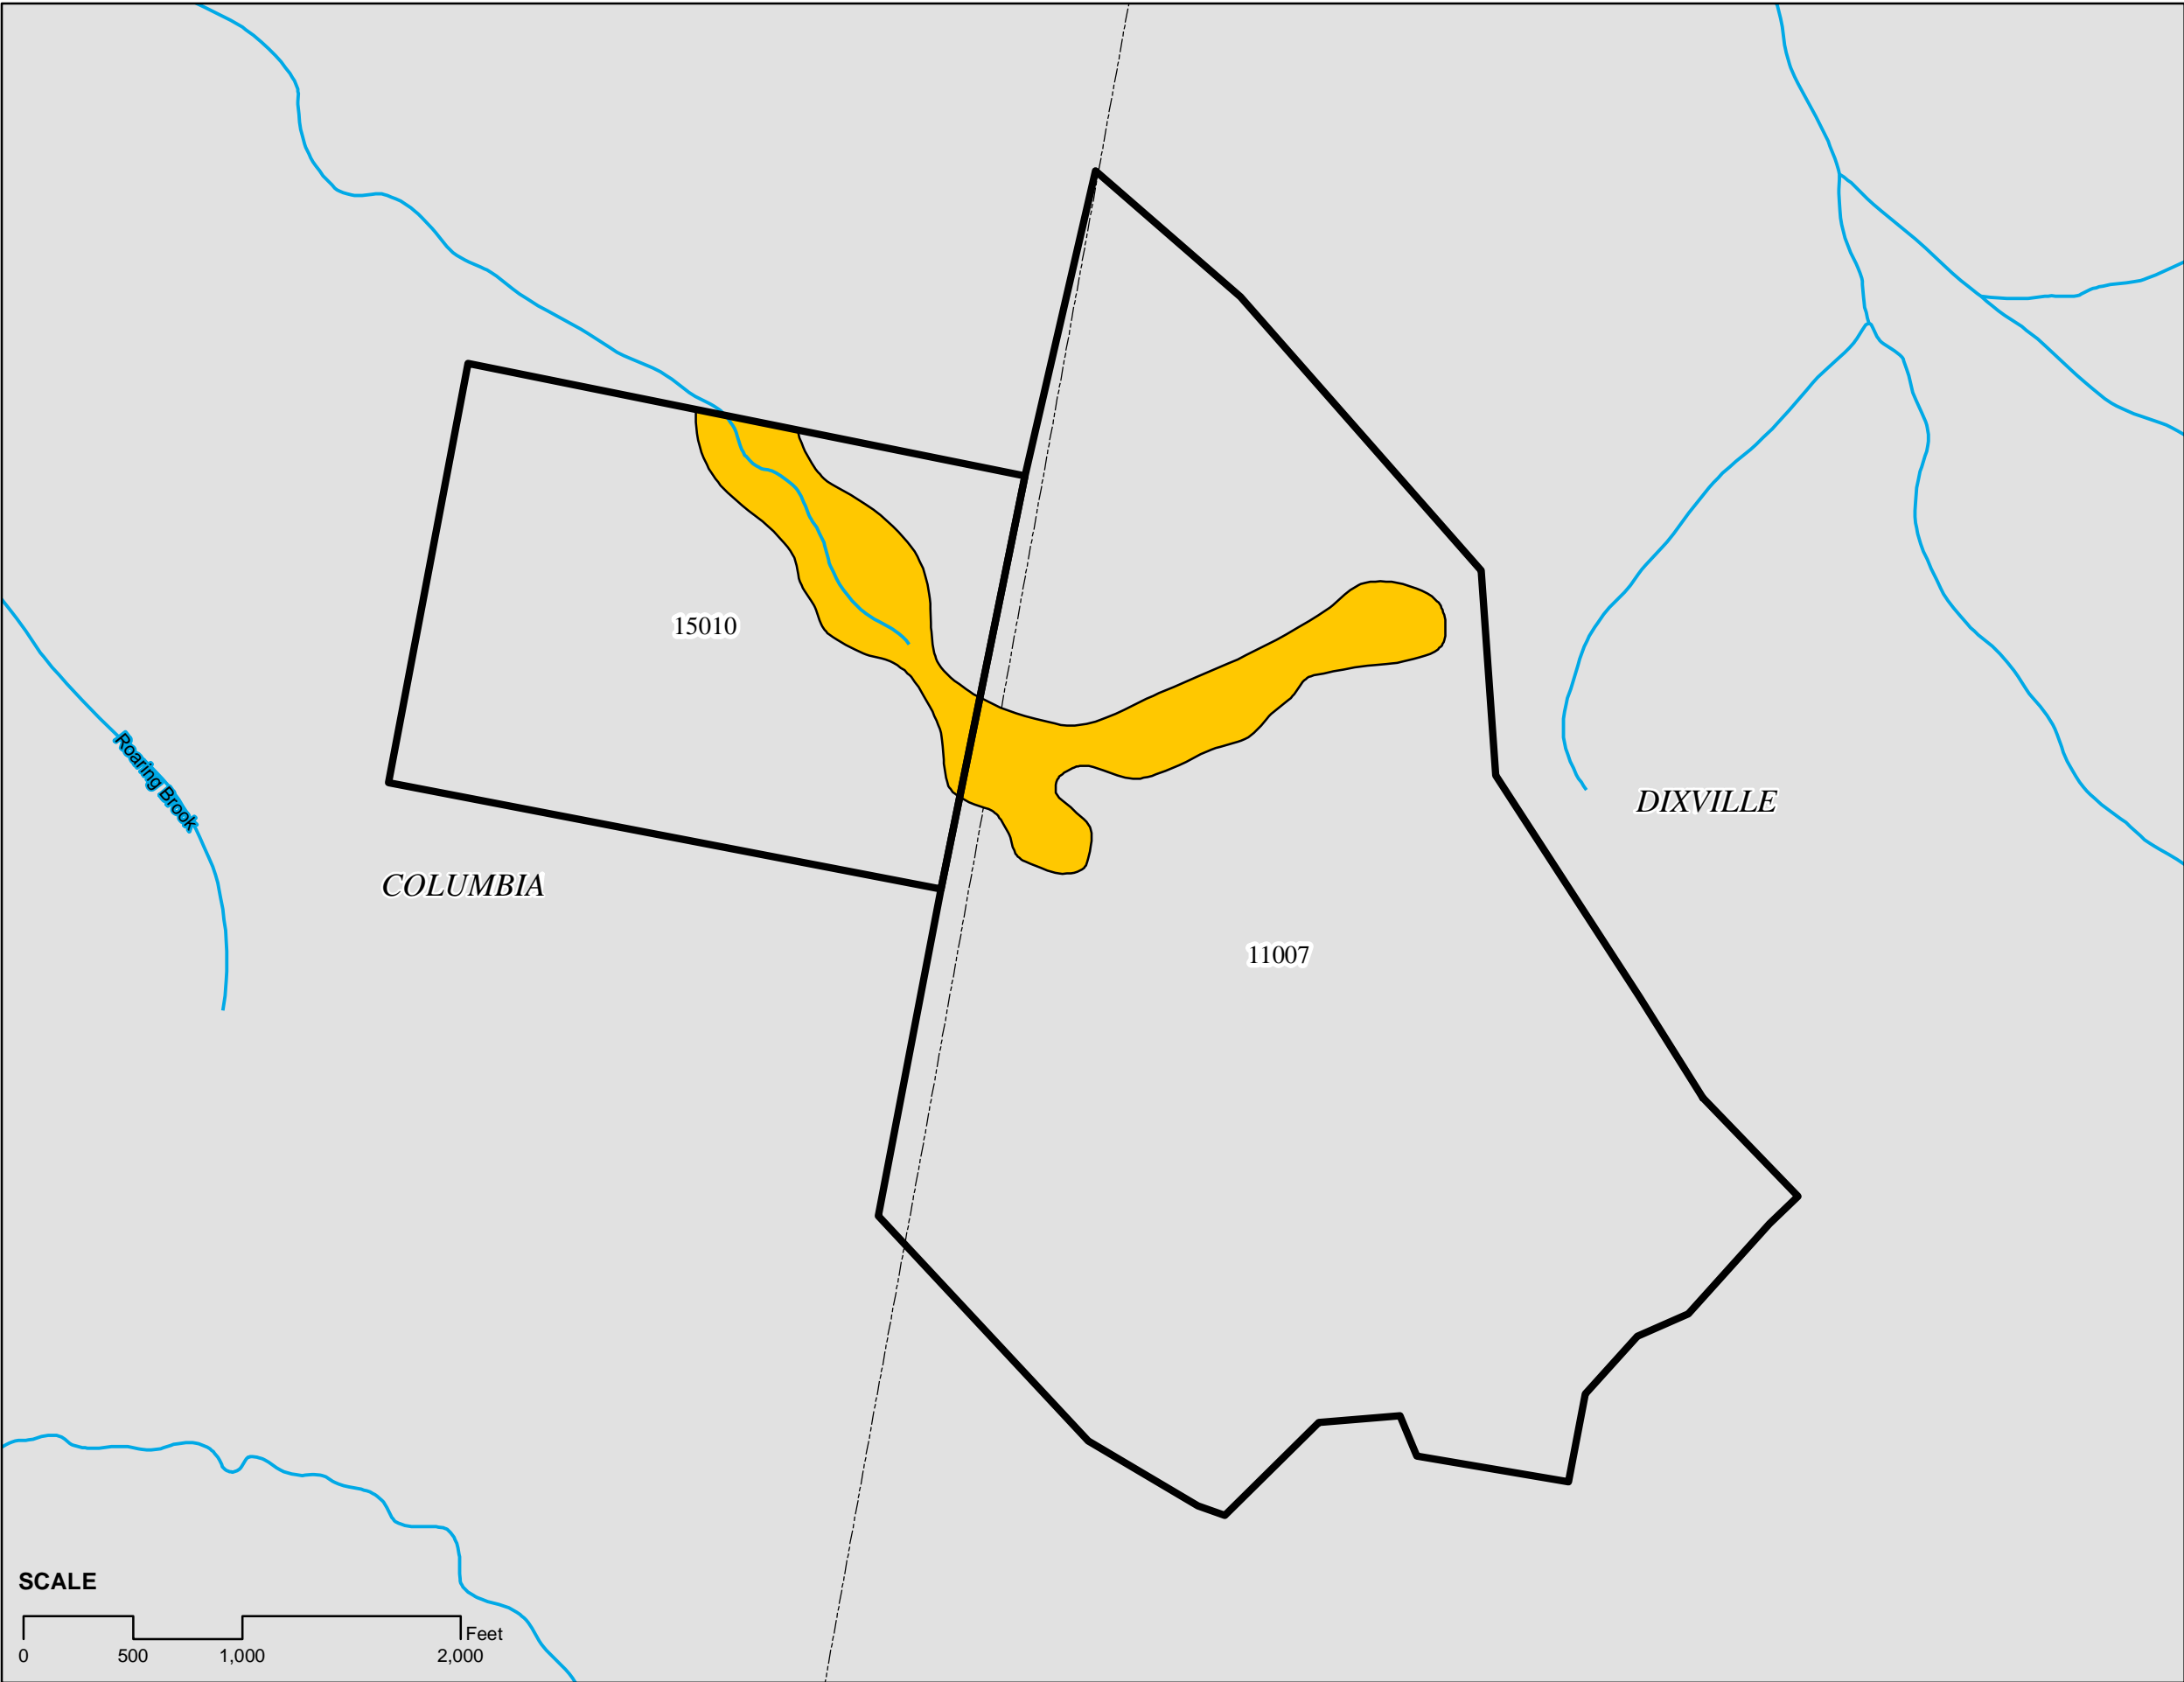 15010
Roaring Brook
DIXVILLE
COLUMBIA
11007
SCALE
Feet
0 500 1,000 2,000